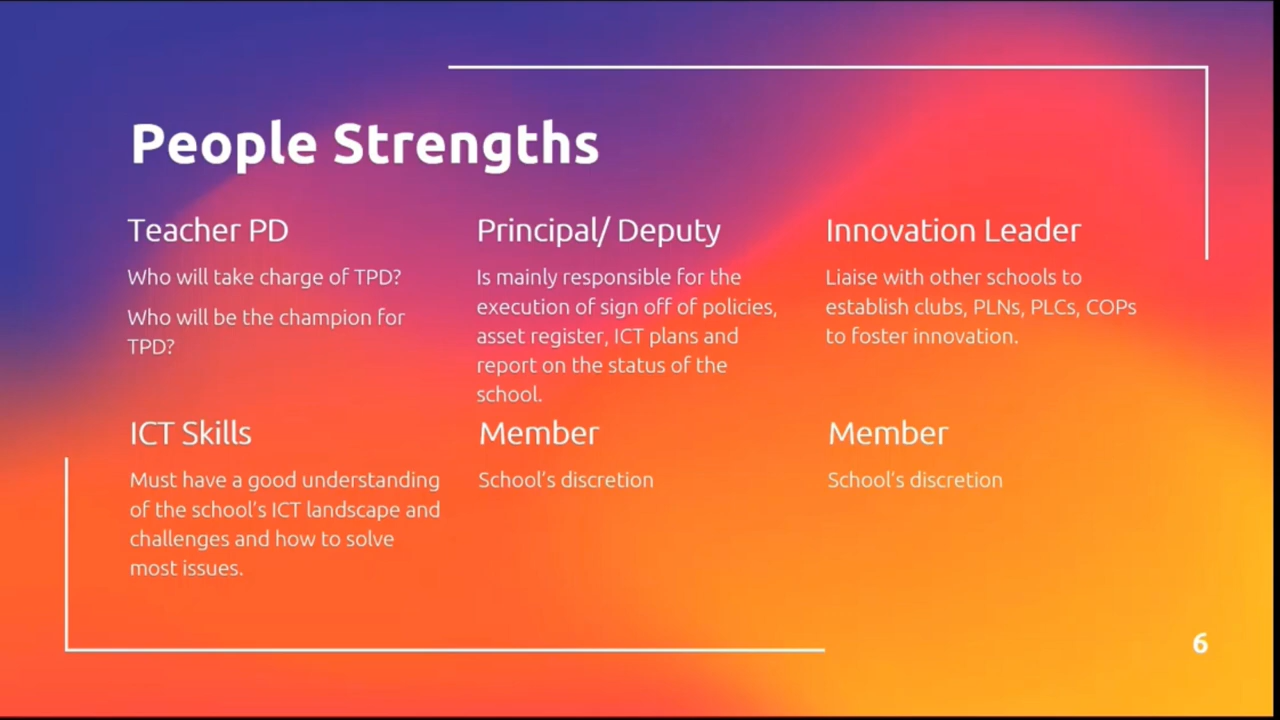 People Strengths
Teacher PD
Who will take charge of TPD?
Who will be the champion for
TPD?
Principal/ Deputy
Is mainly responsible for the
execution of sign off of policies,
asset register, ICT plans and
report on the status of the
school.
Innovation Leader
Liaise with other schools to
establish clubs, PLNs, PLCs, COPs
to foster innovation.
ICT Skills
Must have a good understanding
of the school's ICT landscape and
challenges and how to solve
most issues.
Member
School's discretion
Member
School's discretion
6